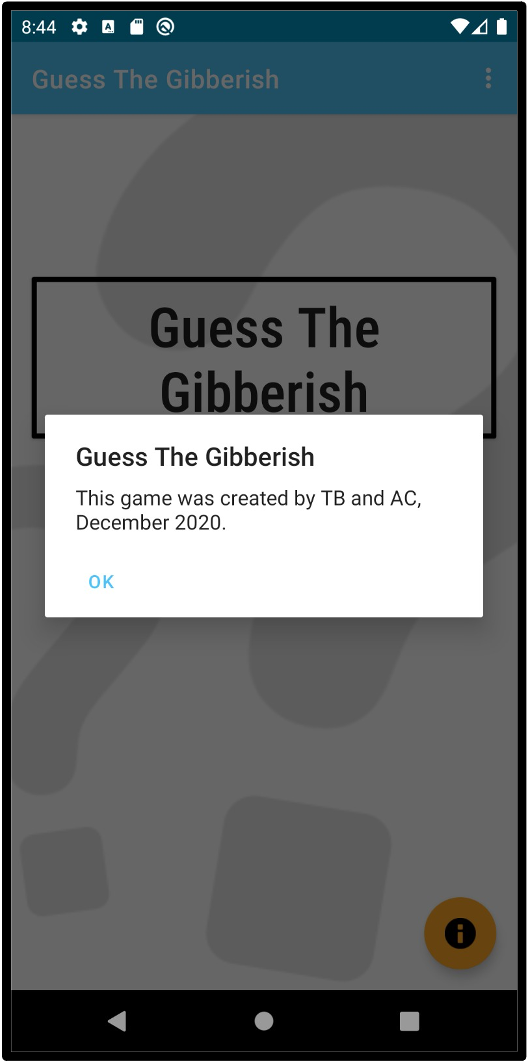 8:44
Guess The Gibberish
Guess The
Gibberish
Guess The Gibberish
This game was created by TB and AC,
December 2020.
OK